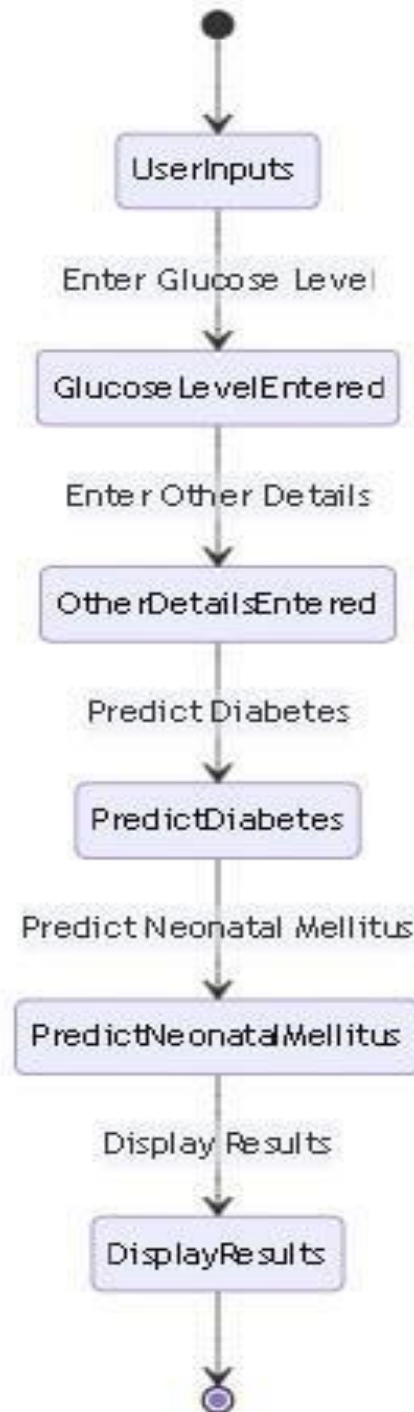 UserInputs
Enter Glucose Level
GlucoseLevelEntered
Enter Other Details
OtherDetailsEntered
Predict Diabetes
PredictDiabetes
Predict Neonatal Mellitus
PredictNeonatalMellitus
Display Results
DisplayResults